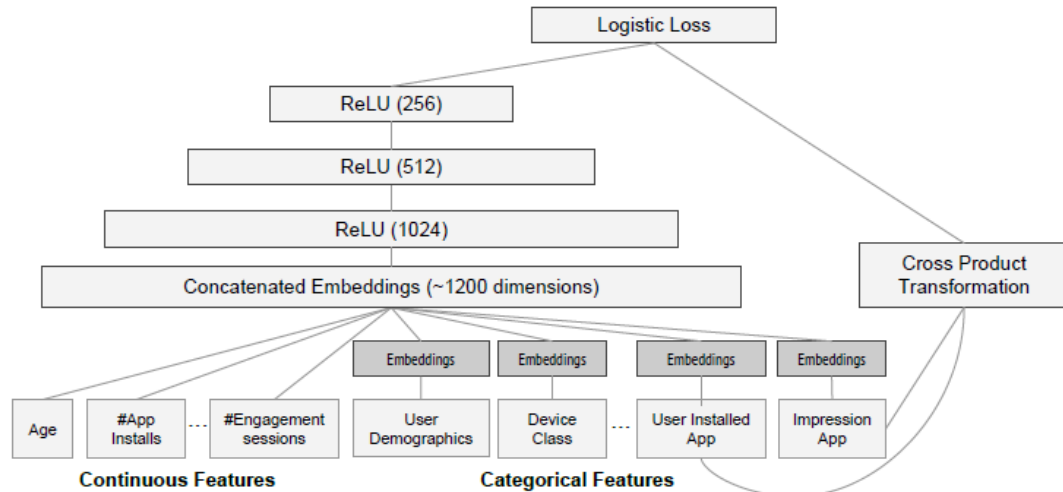 Logistic Loss
ReLU (256)
ReLU (512)
ReLU (1024)
Concatenated Embeddings (~1200 dimensions)
Cross Product
Transformation
Embeddings
Embeddings
Embeddings
Embeddings
Age
#App
Installs
...
#Engagement
sessions
User
Demographics
Device
Class
...
User Installed
App
Impression
App
Continuous Features
Categorical Features